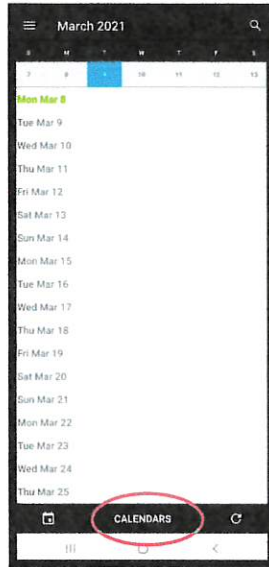 March 2021
S M T W T F S
7 8 9 10 11 12 13
Mon Mar 8
Tue Mar 9
Wed Mar 10
Thu Mar 11
Fri Mar 12
Sat Mar 13
Sun Mar 14
Mon Mar 15
Tue Mar 16
Wed Mar 17
Thu Mar 18
Fri Mar 19
Sat Mar 20
Sun Mar 21
Mon Mar 22
Tue Mar 23
Wed Mar 24
Thu Mar 25
CALENDARS